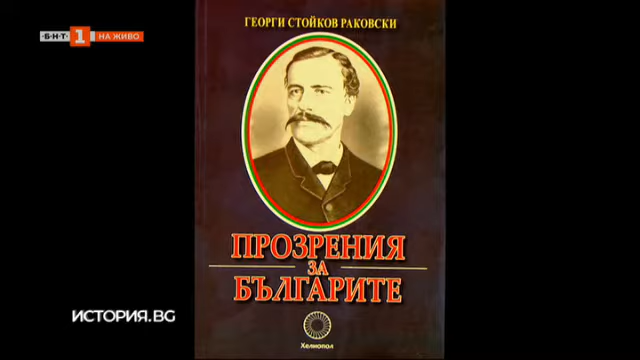 БНТ 1 НА ЖИВО
ГЕОРГИ СТОЙКОВ РАКОВСКИ
ПРОЗРЕНИЯ
ЗА
БЪЛГАРИТЕ
Хелиопол
ИСТОРИЯ.BG